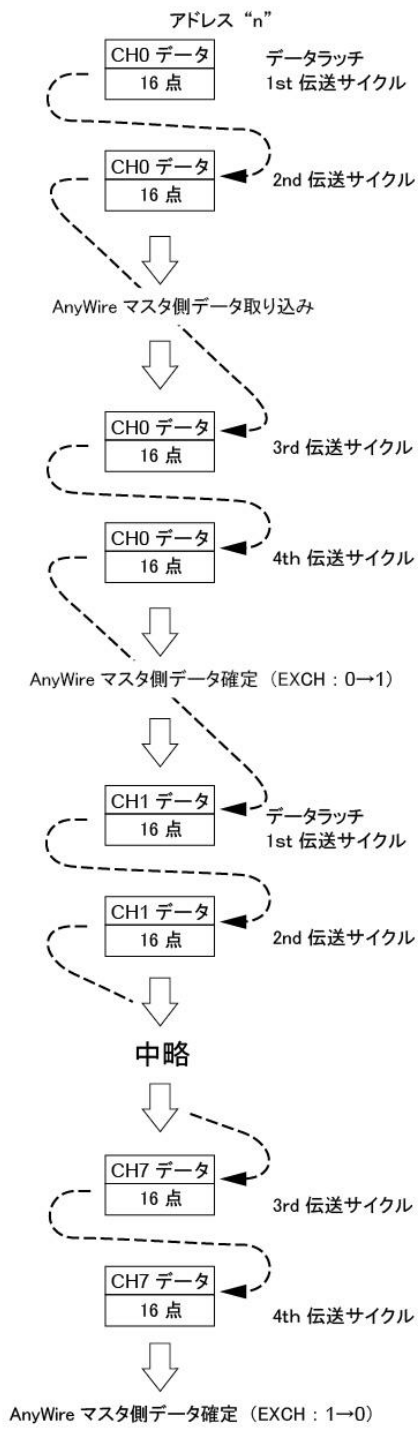 アドレス “n”
CH0 データ
16 点
データラッチ
1st 伝送サイクル
CH0 データ
16 点
2nd 伝送サイクル
AnyWire マスタ側データ取り込み
CH0 データ
16 点
3rd 伝送サイクル
CH0 データ
16 点
4th 伝送サイクル
AnyWire マスタ側データ確定（EXCH：0→1）
CH1 データ
16 点
データラッチ
1st 伝送サイクル
CH1 データ
16 点
2nd 伝送サイクル
中略
CH7 データ
16 点
3rd 伝送サイクル
CH7 データ
16 点
4th 伝送サイクル
AnyWire マスタ側データ確定（EXCH：1→0）